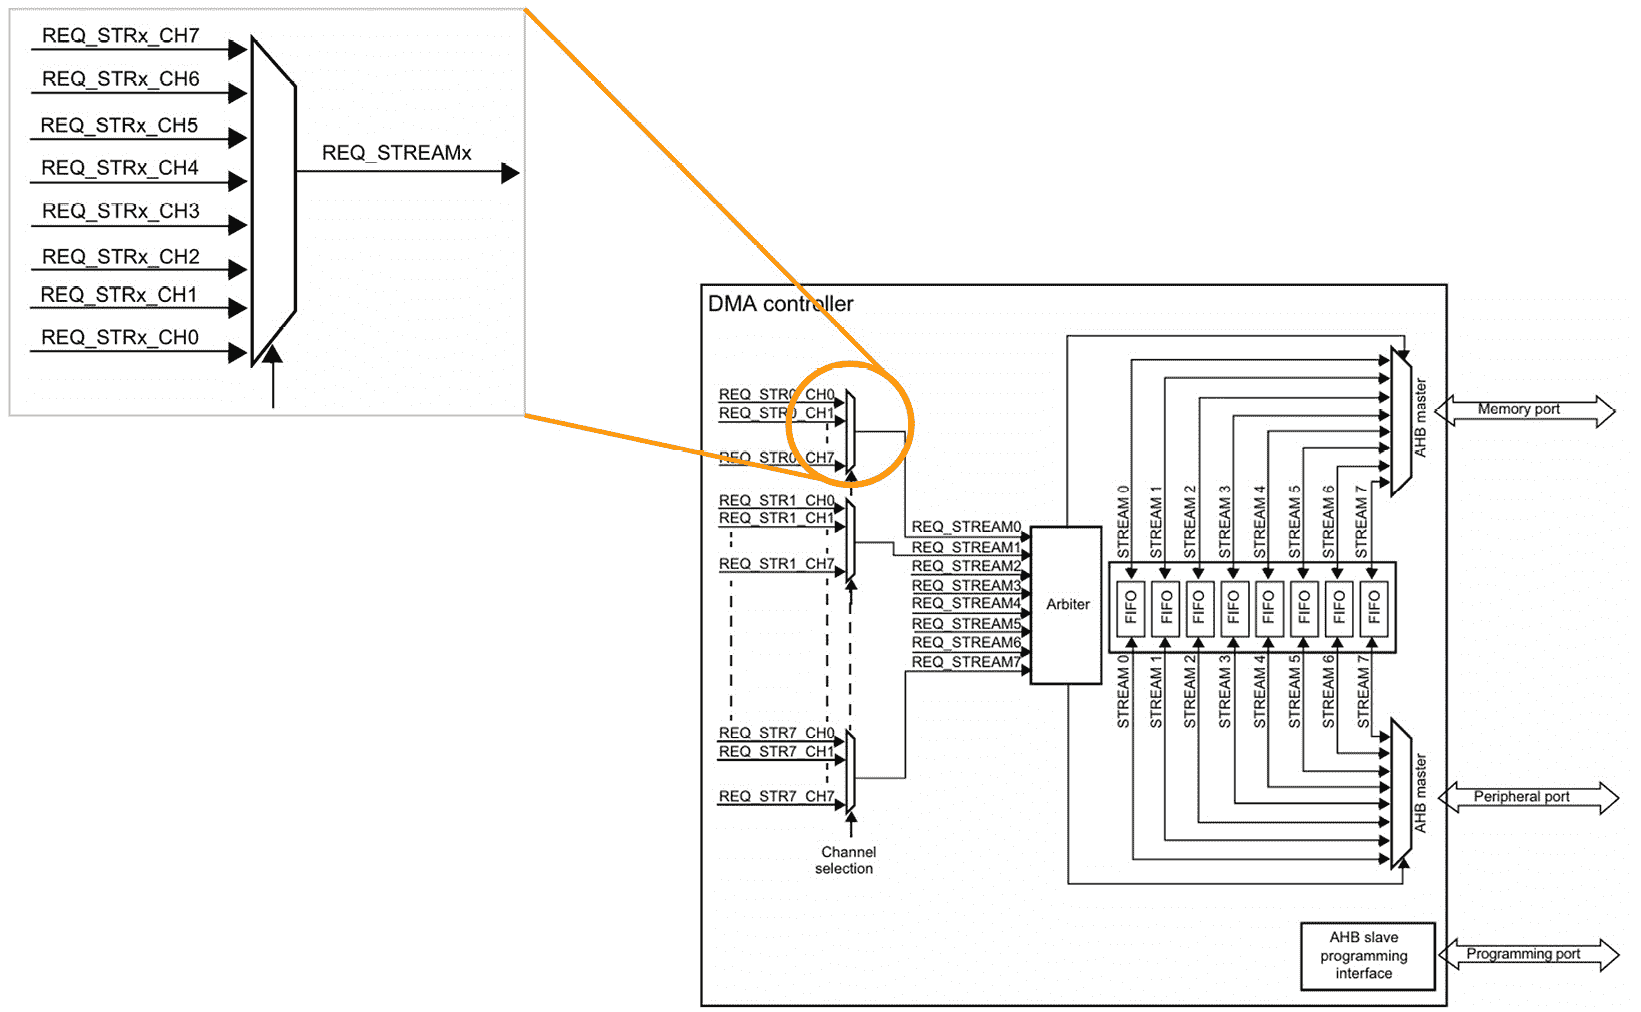 REQ_STRx_CH7
REQ_STRx_CH6
REQ_STRx_CH5
REQ_STRx_CH4
REQ_STRx_CH3
REQ_STRx_CH2
REQ_STRx_CH1
REQ_STRx_CH0
REQ_STREAMx
DMA controller
REQ_STR0_CH0
REQ_STR0_CH1
REQ_STR0_CH7
REQ_STR1_CH0
REQ_STR1_CH1
REQ_STR1_CH7
REQ_STR7_CH0
REQ_STR7_CH1
REQ_STR7_CH7
Channel
selection
REQ_STREAM0
REQ_STREAM1
REQ_STREAM2
REQ_STREAM3
REQ_STREAM4
REQ_STREAM5
REQ_STREAM6
REQ_STREAM7
Arbiter
STREAM 0
STREAM 1
STREAM 2
STREAM 3
STREAM 4
STREAM 5
STREAM 6
STREAM 7
FIFO
FIFO
FIFO
FIFO
FIFO
FIFO
FIFO
FIFO
STREAM 0
STREAM 1
STREAM 2
STREAM 3
STREAM 4
STREAM 5
STREAM 6
STREAM 7
AHB master
Memory port
AHB master
Peripheral port
AHB slave
programming
interface
Programming port